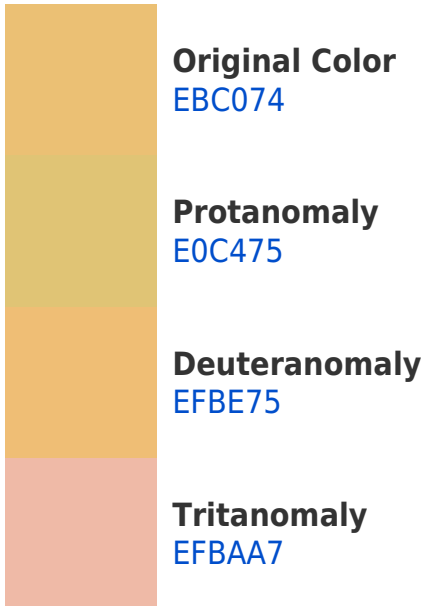 Original Color
EBC074
Protanomaly
E0C475
Deuteranomaly
EFBE75
Tritanomaly
EFBAA7